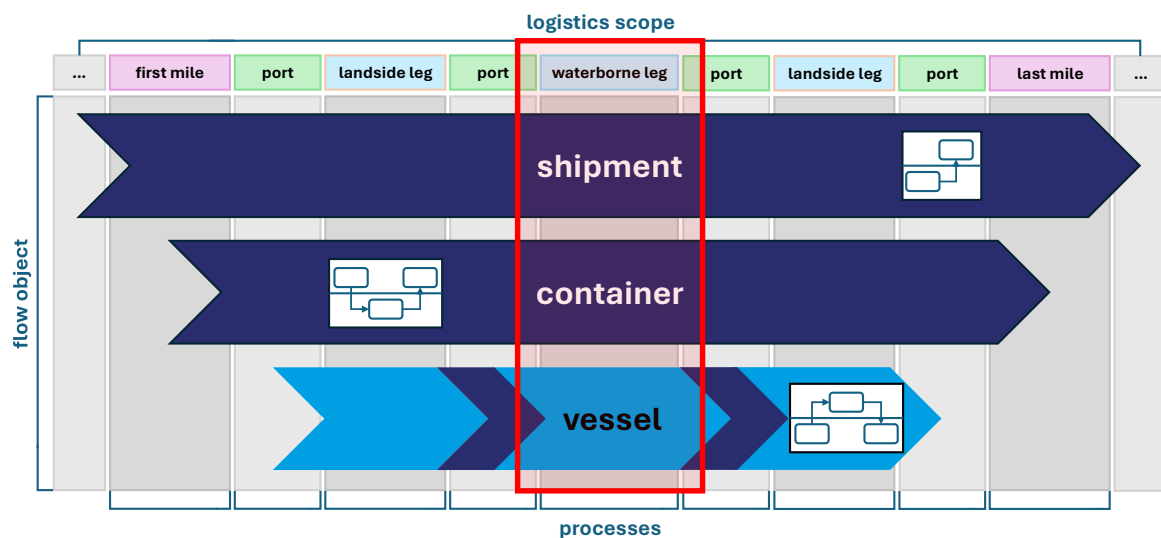 logistics scope
... first mile port landside leg port waterborne leg port landside leg port last mile ...
flow object
shipment
container
vessel
processes